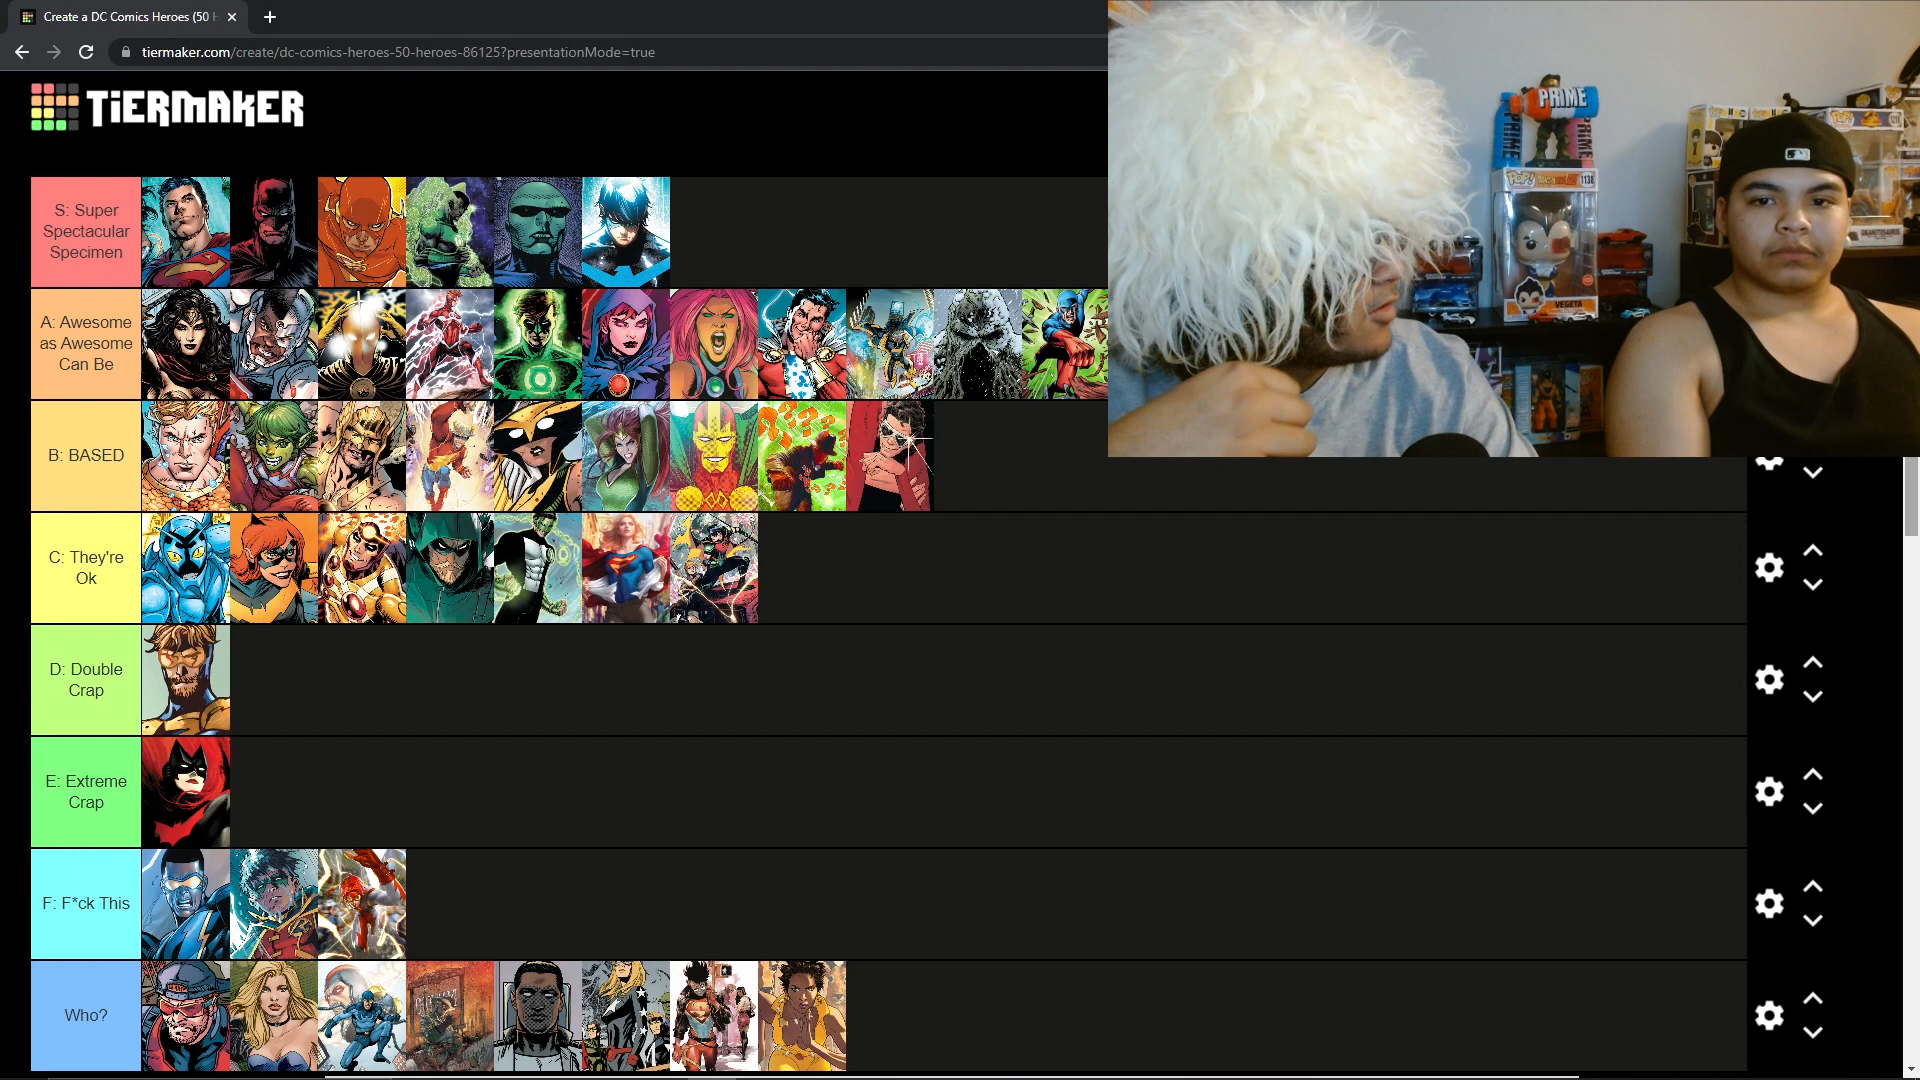 Create a DC Comics Heroes (50 H
tiermaker.com/create/dc-comics-heroes-50-heroes-86125?presentationMode=true
TiERMAKER
PRIME
POP!
1138
VEGETA
S: Super
Spectacular
Specimen
A: Awesome
as Awesome
Can Be
B: BASED
C: They're
Ok
D: Double
Crap
E: Extreme
Crap
F: F*ck This
Who?